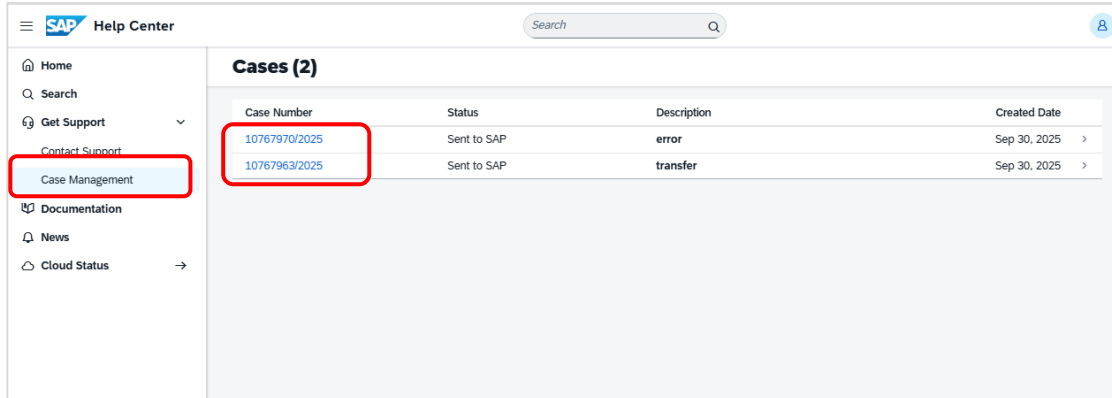 SAP Help Center
Search
Home
Search
Get Support
Contact Support
Case Management
Documentation
News
Cloud Status
Cases (2)
Case Number Status Description Created Date
10767970/2025 Sent to SAP error Sep 30, 2025
10767963/2025 Sent to SAP transfer Sep 30, 2025